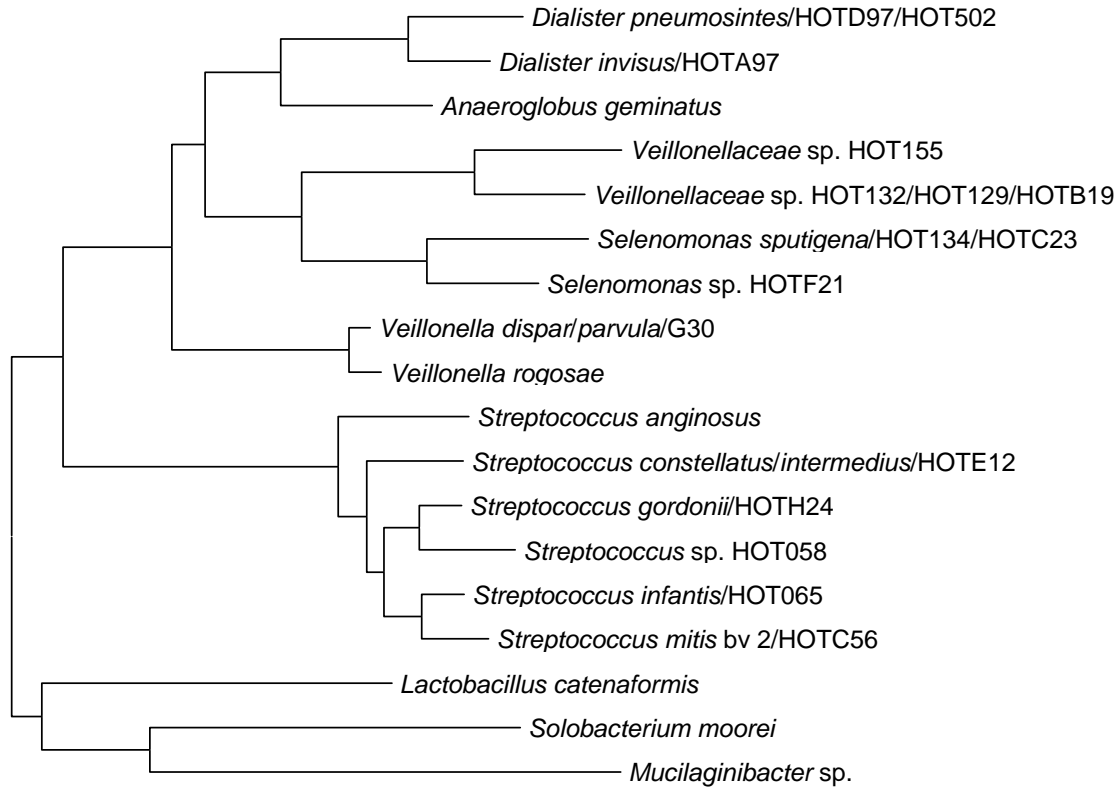 Dialister pneumosintes/HOTD97/HOT502
Dialister invisus/HOTA97
Anaeroglobus geminatus
Veillonellaceae sp. HOT155
Veillonellaceae sp. HOT132/HOT129/HOTB19
Selenomonas sputigena/HOT134/HOTC23
Selenomonas sp. HOTF21
Veillonella dispar/parvula/G30
Veillonella rogosae
Streptococcus anginosus
Streptococcus constellatus/intermedius/HOTE12
Streptococcus gordonii/HOTH24
Streptococcus sp. HOT058
Streptococcus infantis/HOT065
Streptococcus mitis bv 2/HOTC56
Lactobacillus catenaformis
Solobacterium moorei
Mucilaginibacter sp.